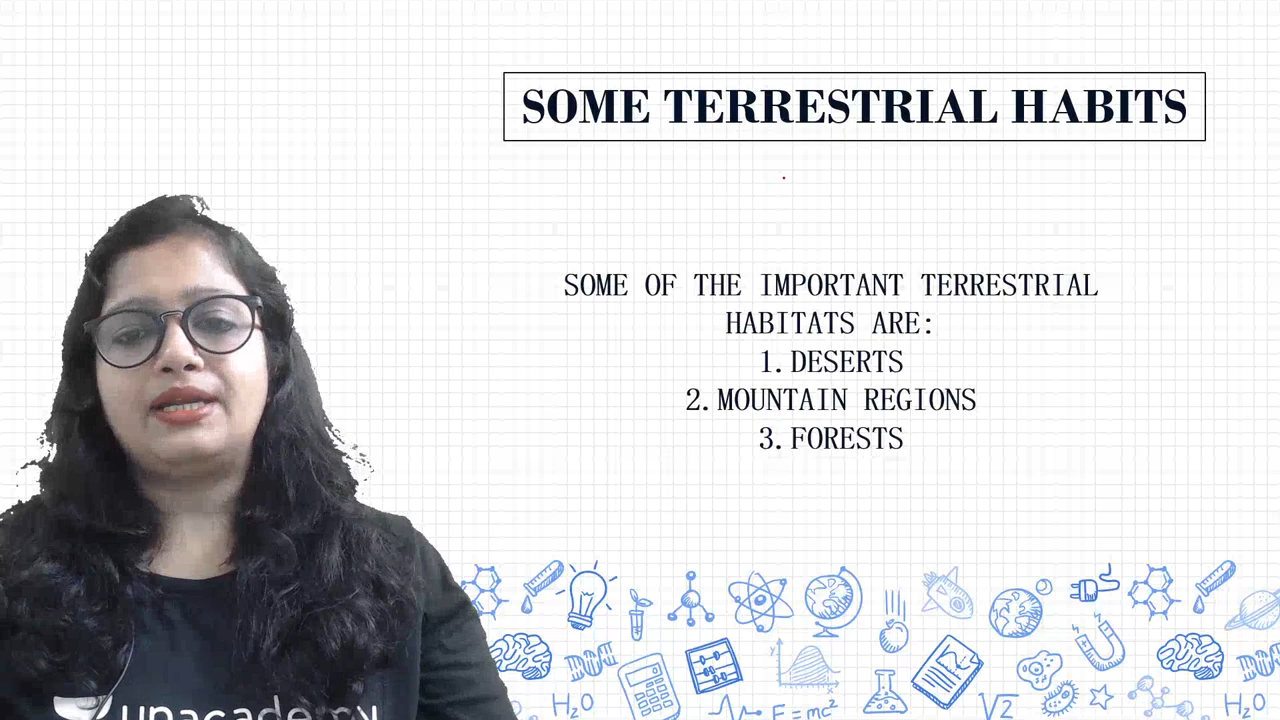 SOME TERRESTRIAL HABITS
SOME OF THE IMPORTANT TERRESTRIAL
HABITATS ARE:
1. DESERTS
2. MOUNTAIN REGIONS
3. FORESTS
unacademy
H₂O
E=mc²
√2
H₂O